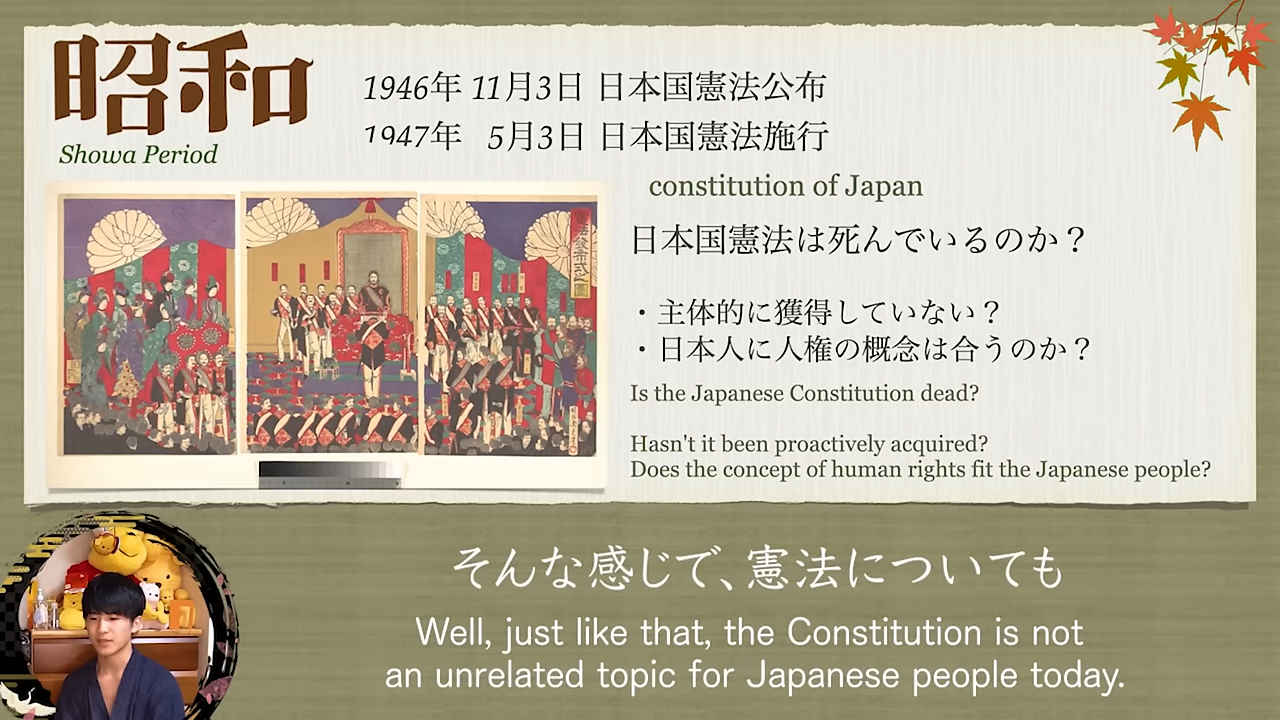 昭和
Showa Period
1946年 11月3日 日本国憲法公布
1947年 5月3日 日本国憲法施行
constitution of Japan
日本国憲法は死んでいるのか？
・主体的に獲得していない？
・日本人に人権の概念は合うのか？
Is the Japanese Constitution dead?
Hasn't it been proactively acquired?
Does the concept of human rights fit the Japanese people?
そんな感じで、憲法についても
Well, just like that, the Constitution is not
an unrelated topic for Japanese people today.